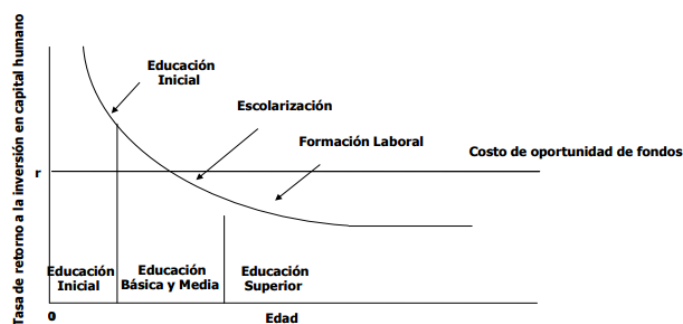 Tasa de retorno a la inversión en capital humano
Educación
Inicial
Escolarización
Formación Laboral
Costo de oportunidad de fondos
r
Educación
Inicial
Educación
Básica y Media
Educación
Superior
0
Edad